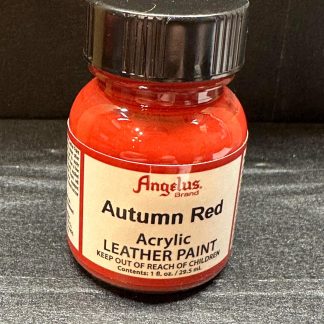 Angelus®
Brand
Autumn Red
Acrylic
LEATHER PAINT
KEEP OUT OF REACH OF CHILDREN
Contents: 1 fl. oz. / 29.5 mL